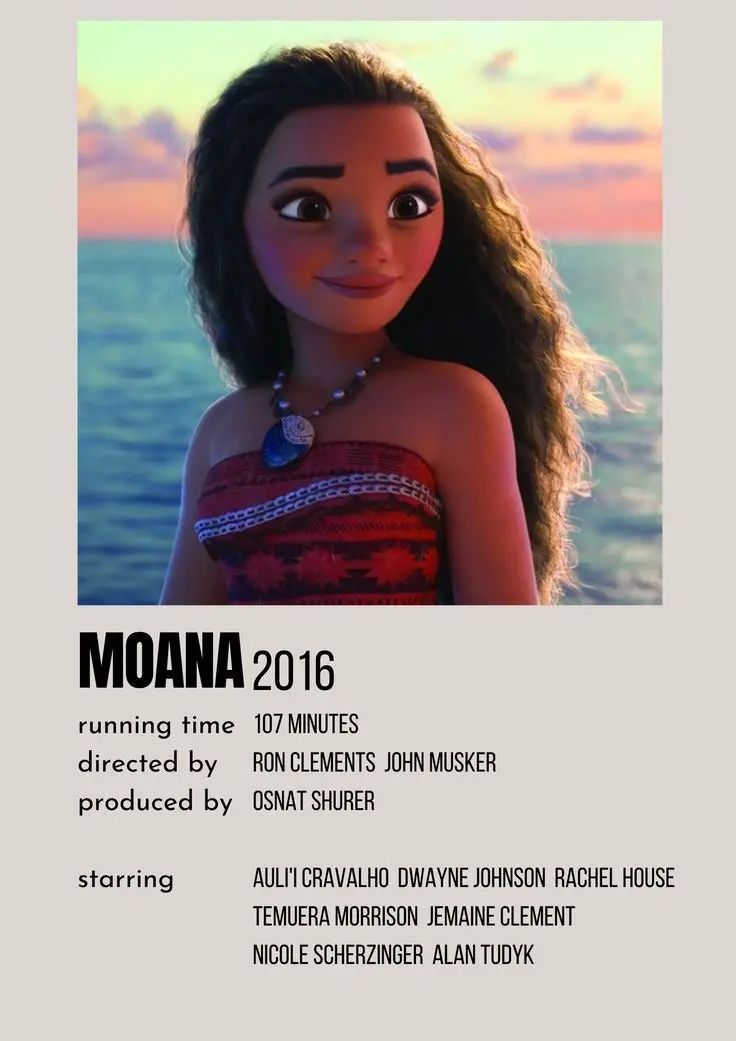 MOANA 2016
running time 107 MINUTES
directed by RON CLEMENTS JOHN MUSKER
produced by OSNAT SHURER
starring AULI'I CRAVALHO DWAYNE JOHNSON RACHEL HOUSE
TEMUERA MORRISON JEMAINE CLEMENT
NICOLE SCHERZINGER ALAN TUDYK